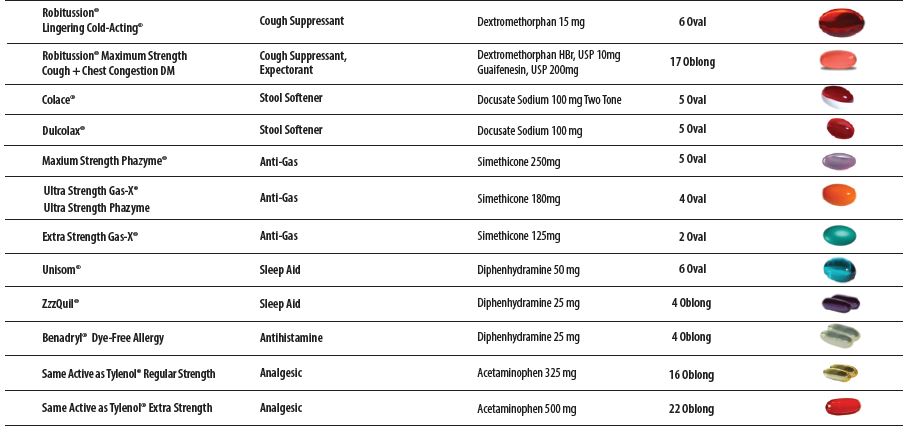 Robitussion® Lingering Cold-Acting® Cough Suppressant Dextromethorphan 15 mg 6 Oval
Robitussion® Maximum Strength Cough + Chest Congestion DM Cough Suppressant, Expectorant Dextromethorphan HBr, USP 10mg Guaifenesin, USP 200mg 17 Oblong
Colace® Stool Softener Docusate Sodium 100 mg Two Tone 5 Oval
Dulcolax® Stool Softener Docusate Sodium 100 mg 5 Oval
Maxium Strength Phazyme® Anti-Gas Simethicone 250mg 5 Oval
Ultra Strength Gas-X® Ultra Strength Phazyme Anti-Gas Simethicone 180mg 4 Oval
Extra Strength Gas-X® Anti-Gas Simethicone 125mg 2 Oval
Unisom® Sleep Aid Diphenhydramine 50 mg 6 Oval
ZzzQuil® Sleep Aid Diphenhydramine 25 mg 4 Oblong
Benadryl® Dye-Free Allergy Antihistamine Diphenhydramine 25 mg 4 Oblong
Same Active as Tylenol® Regular Strength Analgesic Acetaminophen 325 mg 16 Oblong
Same Active as Tylenol® Extra Strength Analgesic Acetaminophen 500 mg 22 Oblong